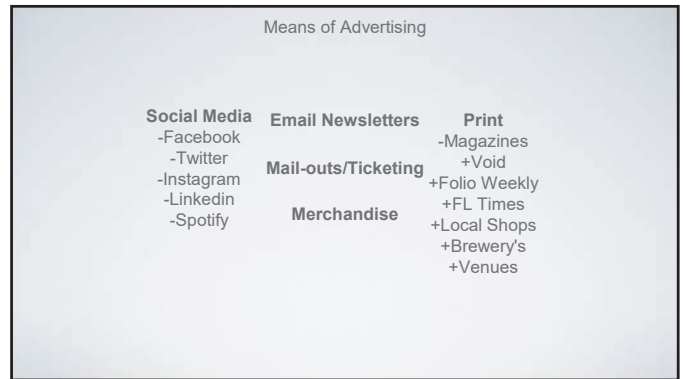 Means of Advertising
Social Media
-Facebook
-Twitter
-Instagram
-Linkedin
-Spotify
Email Newsletters
Mail-outs/Ticketing
Merchandise
Print
-Magazines
+Void
+Folio Weekly
+FL Times
+Local Shops
+Brewery's
+Venues